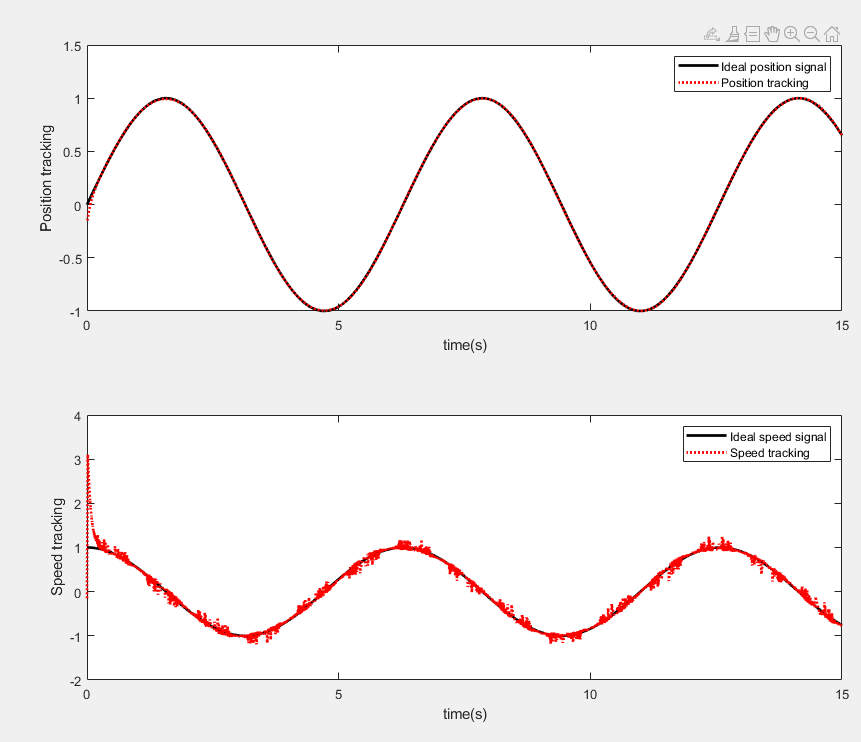 1.5
1
0.5
0
-0.5
-1
Position tracking
Ideal position signal
Position tracking
0
5
10
15
time(s)
4
3
2
1
0
-1
-2
Speed tracking
Ideal speed signal
Speed tracking
0
5
10
15
time(s)